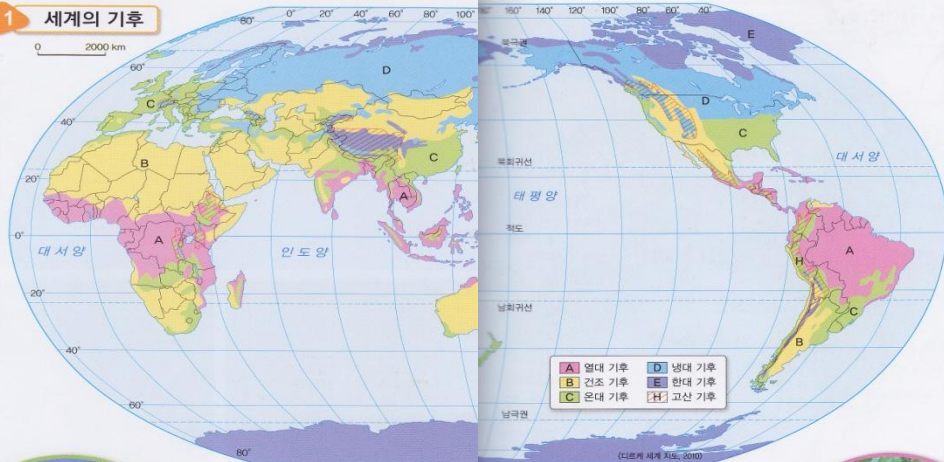 1 세계의 기후
0 2000 km
80°
0° 20° 40° 60° 80° 100°
160° 140° 120° 100° 80° 60° 40°
북극권
E
60°
D
D
C
40°
C
C
B
북회귀선
대서양
20°
A
태평양
적도
0°
A
A
대서양
인도양
H
20°
남회귀선
C
B
40°
A 열대 기후
B 건조 기후
C 온대 기후
D 냉대 기후
E 한대 기후
H 고산 기후
60°
남극권
80°
(디르케 세계 지도, 2010)